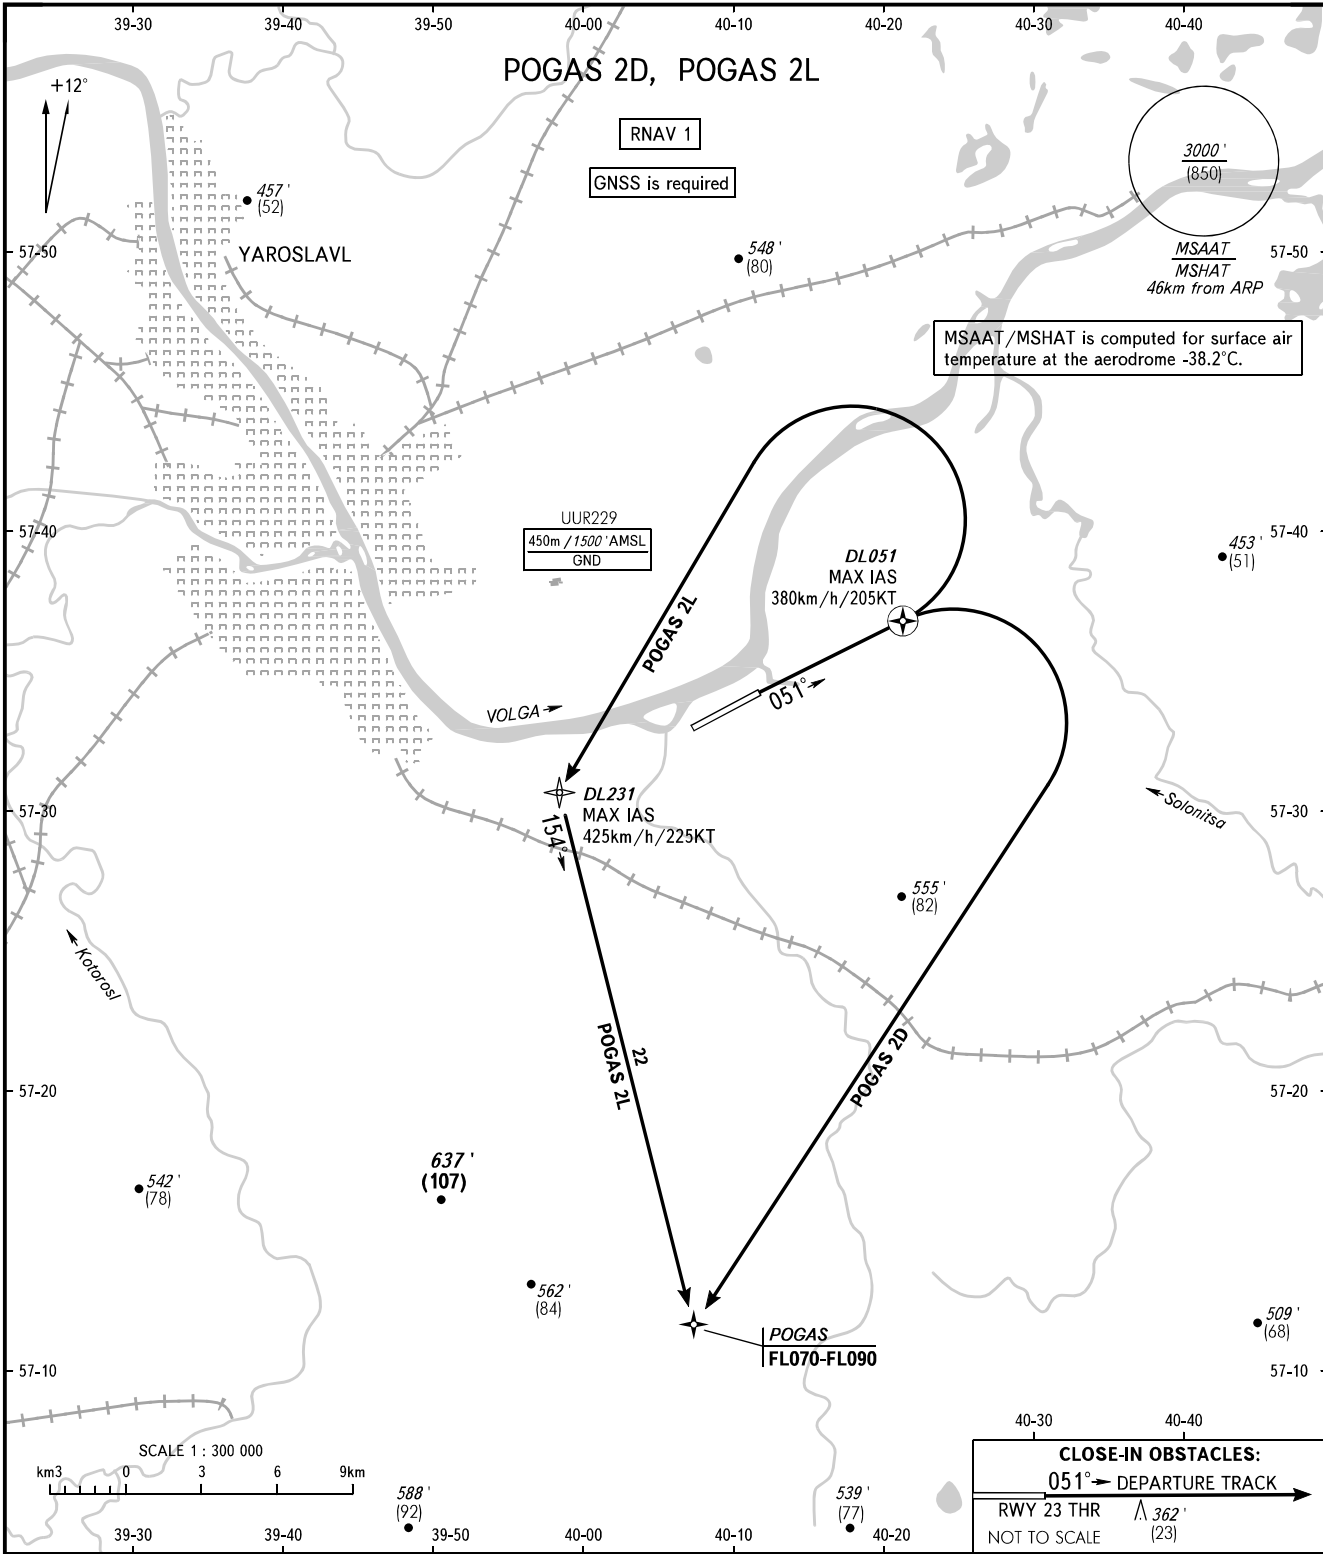 39-30 39-40 39-50 40-00 40-10 40-20 40-30 40-40
POGAS 2D, POGAS 2L
+12°
RNAV 1
GNSS is required
3000'
(850)
MSAAT
MSHAT
46km from ARP
457'
(52)
YAROSLAVL
57-50
548'
(80)
57-50
MSAAT/MSHAT is computed for surface air
temperature at the aerodrome -38.2°C.
UUR229
450m / 1500' AMSL
GND
57-40
57-40
453'
(51)
DL051
MAX IAS
380km/h/205KT
POGAS 2L
051°
VOLGA
DL231
MAX IAS
425km/h/225KT
154°
57-30
57-30
Solonitsa
555'
(82)
Kotorosl
22
POGAS 2L
POGAS 2D
57-20
57-20
637'
(107)
542'
(78)
562'
(84)
POGAS
FL070-FL090
509'
(68)
57-10
57-10
40-30 40-40
SCALE 1 : 300 000
km3 0 3 6 9km
588'
(92)
539'
(77)
CLOSE-IN OBSTACLES:
051° DEPARTURE TRACK
RWY 23 THR
362'
(23)
NOT TO SCALE
39-30 39-40 39-50 40-00 40-10 40-20